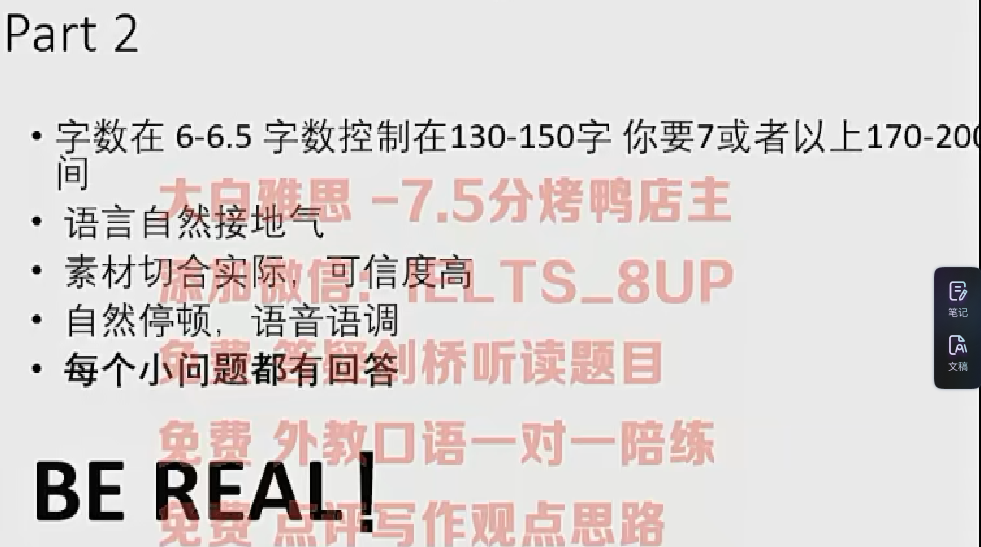 Part 2
• 字数在 6-6.5 字数控制在130-150字 你要7或者以上170-200
间
大白雅思 -7.5分烤鸭店主
• 语言自然接地气
• 素材切合实际，可信度高
添加微信: IELTS_8UP
• 自然停顿，语音语调
• 每个小问题都有回答
免费 答疑剑桥听读题目
免费 外教口语一对一陪练
BE REAL！
免费 点评写作观点思路
笔记
文稿